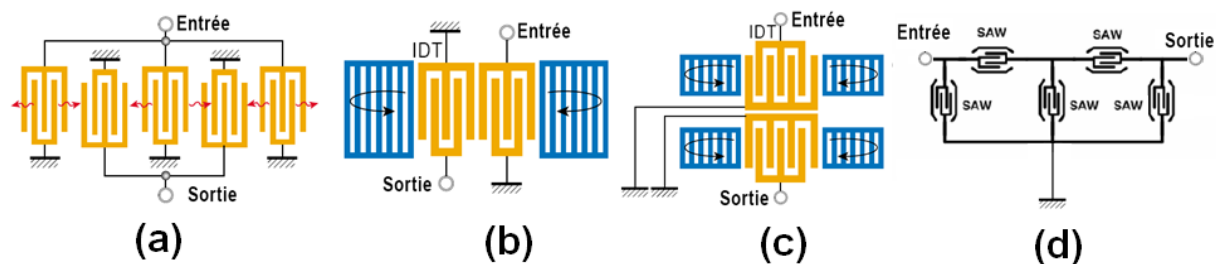 Entrée
Sortie
(a)
IDT
Entrée
Sortie
(b)
IDT
Entrée
Sortie
(c)
Entrée
SAW
SAW
Sortie
SAW
SAW
SAW
(d)